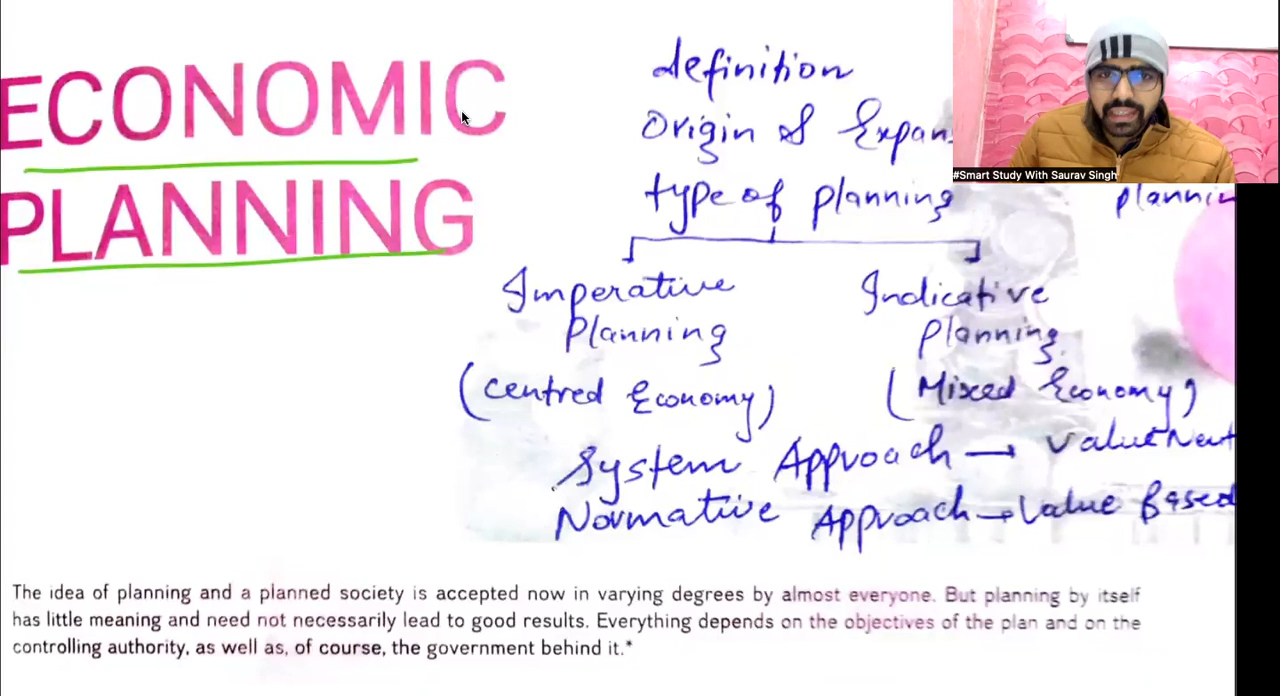 ECONOMIC
PLANNING
definition
Origin & Expan
type of planning
plannin
Imperative
Planning
(Centred Economy)
Indicative
Planning
(Mixed Economy)
System Approach → Value Neut
Normative Approach → Value Based
#Smart Study With Saurav Singh
The idea of planning and a planned society is accepted now in varying degrees by almost everyone. But planning by itself
has little meaning and need not necessarily lead to good results. Everything depends on the objectives of the plan and on the
controlling authority, as well as, of course, the government behind it.*